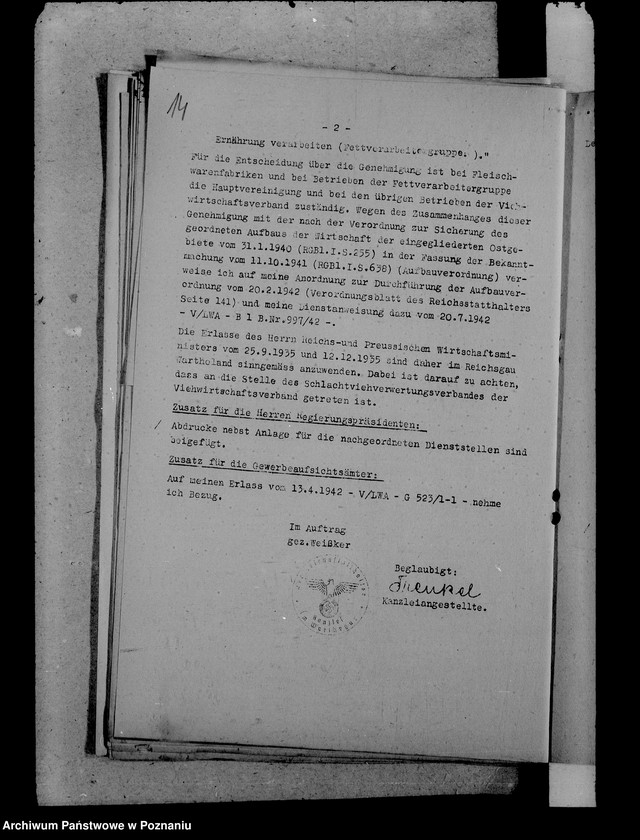 14
- 2 -
Ernährung verarbeiten (Fettverarbeitergruppe )."
Für die Entscheidung über die Genehmigung ist bei Fleisch-
warenfabriken und bei Betrieben der Fettverarbeitergruppe
die Hauptvereinigung und bei den übrigen Betrieben der Vieh-
wirtschaftsverband zuständig. Wegen des Zusammenhanges dieser
Genehmigung mit der nach der Verordnung zur Sicherung des
geordneten Aufbaus der Wirtschaft der eingegliederten Ostge-
biete vom 31.1.1940 (RGBl.I.S.255) in der Fassung der Bekannt-
machung vom 11.10.1941 (RGBl.I.S.638) (Aufbauverordnung) ver-
weise ich auf meine Anordnung zur Durchführung der Aufbauver-
ordnung vom 20.2.1942 (Verordnungsblatt des Reichsstatthalters
Seite 141) und meine Dienstanweisung dazu vom 20.7.1942
- V/LWA - B 1 B.Nr.997/42 -.
Die Erlasse des Herrn Reichs-und Preussischen Wirtschaftsmi-
nisters vom 25.9.1935 und 12.12.1935 sind daher im Reichsgau
Wartheland sinngemäss anzuwenden. Dabei ist darauf zu achten,
dass an die Stelle des Schlachtviehverwertungsverbandes der
Viehwirtschaftsverband getreten ist.
Zusatz für die Herren Regierungspräsidenten:
/ Abdrucke nebst Anlage für die nachgeordneten Dienststellen sind
beigefügt.
Zusatz für die Gewerbeaufsichtsämter:
Auf meinen Erlass vom 13.4.1942 - V/LWA - G 523/1-1 - nehme
ich Bezug.
Im Auftrag
gez.Weißker
Beglaubigt:
Frenkel
Kanzleiangestellte.
Kanzlei
Archiwum Państwowe w Poznaniu